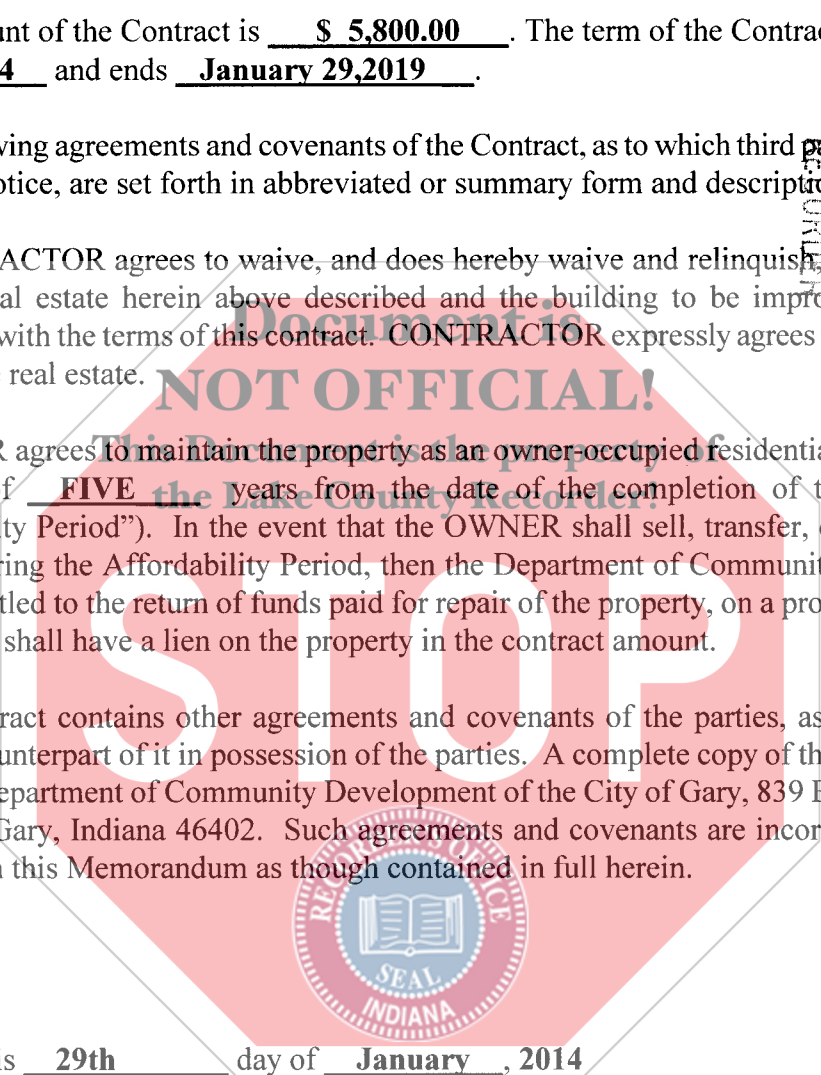 unt of the Contract is $ 5,800.00 . The term of the Contrac
4 and ends January 29,2019 .
ving agreements and covenants of the Contract, as to which third pa
otice, are set forth in abbreviated or summary form and descriptio
ACTOR agrees to waive, and does hereby waive and relinquish,
al estate herein above described and the building to be impro
with the terms of this contract. CONTRACTOR expressly agrees
real estate.
Document is
NOT OFFICIAL!
This Document is the property of
the Lake County Recorder!
R agrees to maintain the property as an owner-occupied residentia
f FIVE years from the date of the completion of t
ty Period”). In the event that the OWNER shall sell, transfer,
ring the Affordability Period, then the Department of Communit
tled to the return of funds paid for repair of the property, on a pro
shall have a lien on the property in the contract amount.
STOP
ract contains other agreements and covenants of the parties, as
unterpart of it in possession of the parties. A complete copy of th
epartment of Community Development of the City of Gary, 839 B
Gary, Indiana 46402. Such agreements and covenants are incor
this Memorandum as though contained in full herein.
RECORDER'S OFFICE
SEAL
INDIANA
is 29th day of January , 2014